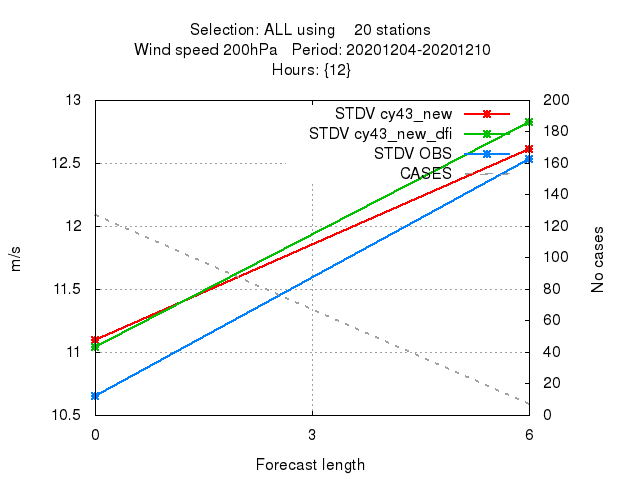 Selection: ALL using    20 stations
Wind speed 200hPa   Period: 20201204-20201210
Hours: {12}
STDV cy43_new
STDV cy43_new_dfi
STDV OBS
CASES
13
12.5
12
11.5
11
10.5
200
180
160
140
120
100
80
60
40
20
0
0
3
6
m/s
No cases
Forecast length